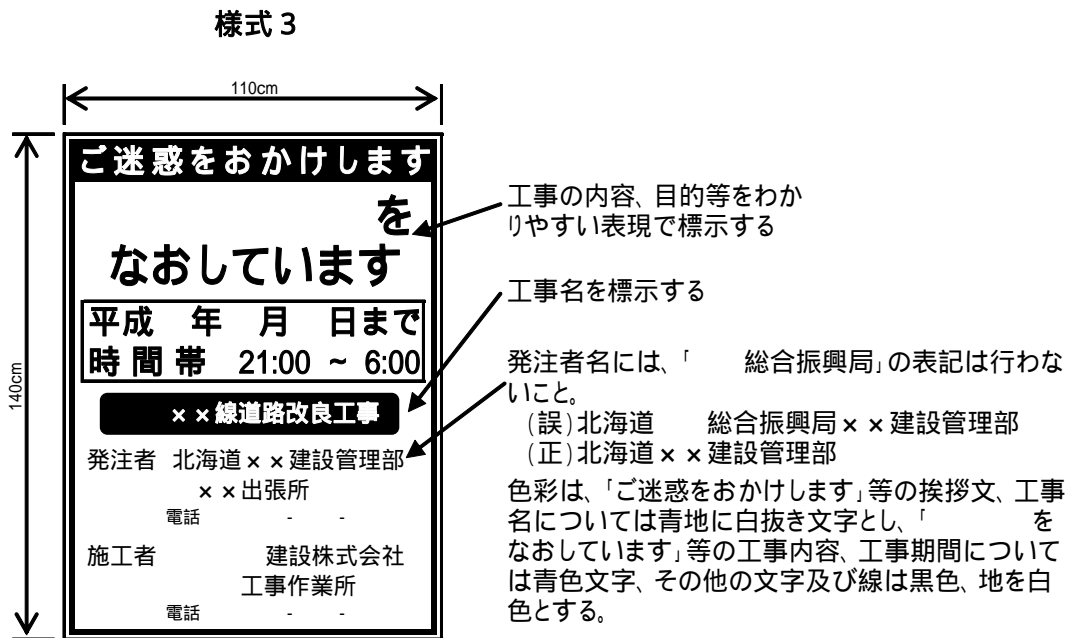 様式3
110cm
140cm
ご迷惑をおかけします
を
なおしています
平成　年　月　日まで
時間帯　21:00 ~ 6:00
××線道路改良工事
発注者　北海道××建設管理部
××出張所
電話　-　-
施工者　建設株式会社
工事作業所
電話　-　-
工事の内容、目的等をわか
りやすい表現で標示する
工事名を標示する
発注者名には、「　　総合振興局」の表記は行わな
いこと。
(誤)北海道　　総合振興局××建設管理部
(正)北海道××建設管理部
色彩は、「ご迷惑をおかけします」等の挨拶文、工事
名については青地に白抜き文字とし、「　　　　を
なおしています」等の工事内容、工事期間について
は青色文字、その他の文字及び線は黒色、地を白
色とする。